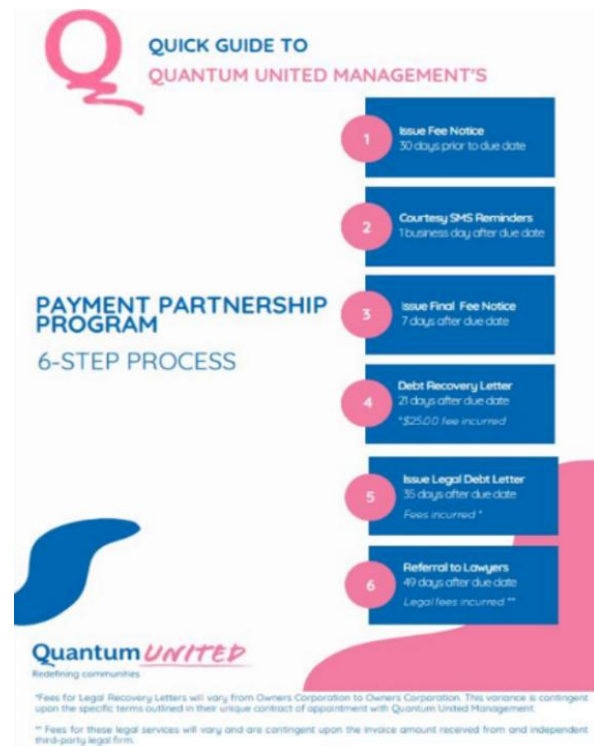 Q
QUICK GUIDE TO
QUANTUM UNITED MANAGEMENT'S
PAYMENT PARTNERSHIP
PROGRAM
6-STEP PROCESS
1
Issue Fee Notice
30 days prior to due date
2
Courtesy SMS Reminders
1 business day after due date
3
Issue Final Fee Notice
7 days after due date
4
Debt Recovery Letter
21 days after due date
*$25.00 fee incurred
5
Issue Legal Debt Letter
35 days after due date
Fees incurred *
6
Referral to Lawyers
49 days after due date
Legal fees incurred **
Quantum UNITED
Redefining communities
*Fees for Legal Recovery Letters will vary from Owners Corporation to Owners Corporation. This variance is contingent
upon the specific terms outlined in their unique contract of appointment with Quantum United Management.
** Fees for these legal services will vary and are contingent upon the invoice amount received from and independent
third-party legal firm.